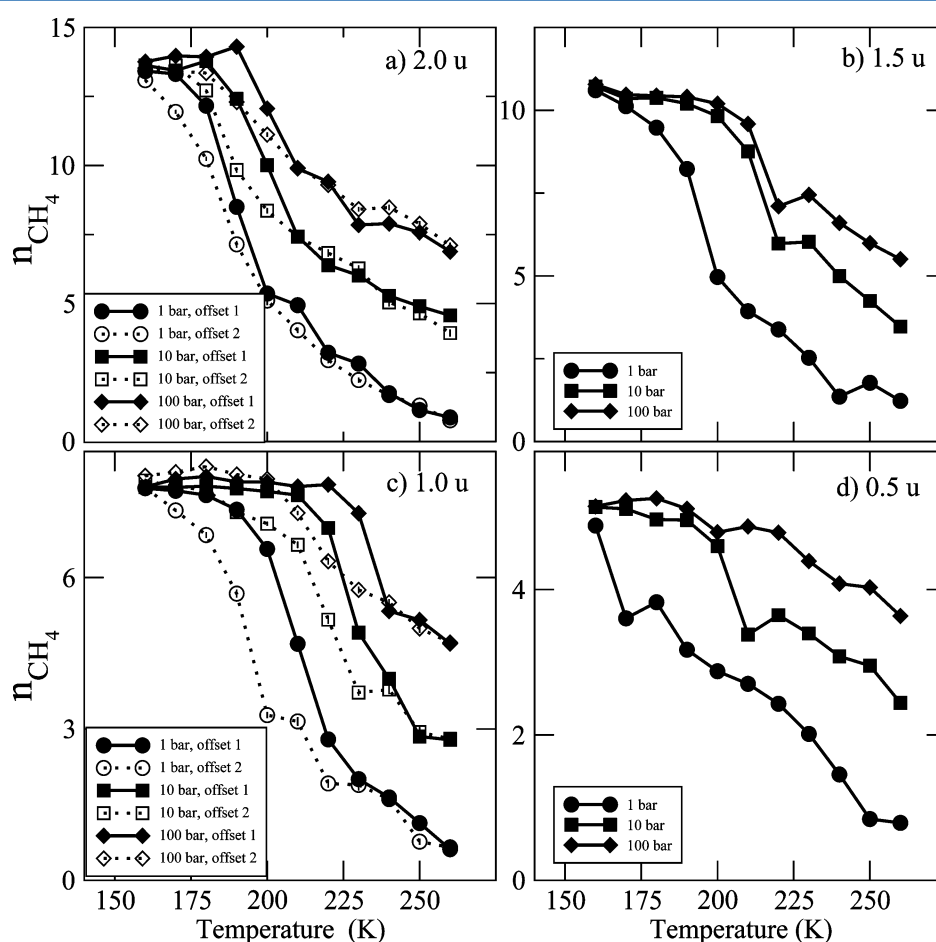 15
10
5
0
n_CH4
a) 2.0 u
1 bar, offset 1
1 bar, offset 2
10 bar, offset 1
10 bar, offset 2
100 bar, offset 1
100 bar, offset 2
10
5
0
b) 1.5 u
1 bar
10 bar
100 bar
6
3
0
n_CH4
c) 1.0 u
1 bar, offset 1
1 bar, offset 2
10 bar, offset 1
10 bar, offset 2
100 bar, offset 1
100 bar, offset 2
150 175 200 225 250
Temperature (K)
4
2
0
d) 0.5 u
1 bar
10 bar
100 bar
150 175 200 225 250
Temperature (K)